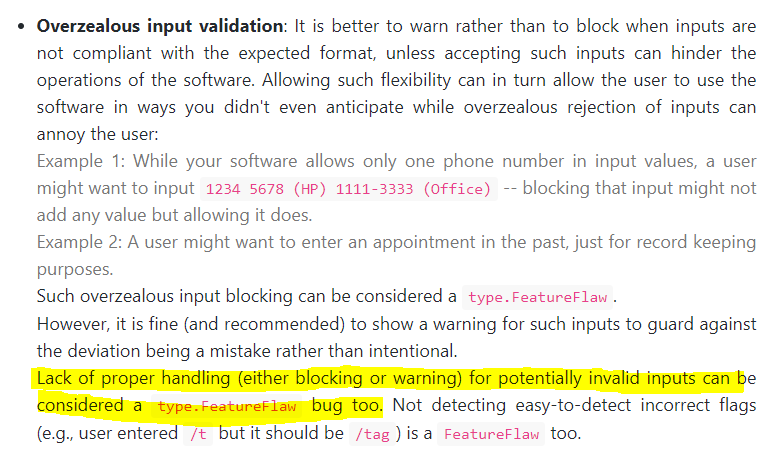 Overzealous input validation: It is better to warn rather than to block when inputs are
not compliant with the expected format, unless accepting such inputs can hinder the
operations of the software. Allowing such flexibility can in turn allow the user to use the
software in ways you didn't even anticipate while overzealous rejection of inputs can
annoy the user:
Example 1: While your software allows only one phone number in input values, a user
might want to input 1234 5678 (HP) 1111-3333 (Office) -- blocking that input might not
add any value but allowing it does.
Example 2: A user might want to enter an appointment in the past, just for record keeping
purposes.
Such overzealous input blocking can be considered a type.FeatureFlaw.
However, it is fine (and recommended) to show a warning for such inputs to guard against
the deviation being a mistake rather than intentional.
Lack of proper handling (either blocking or warning) for potentially invalid inputs can be
considered a type.FeatureFlaw bug too. Not detecting easy-to-detect incorrect flags
(e.g., user entered /t but it should be /tag) is a FeatureFlaw too.